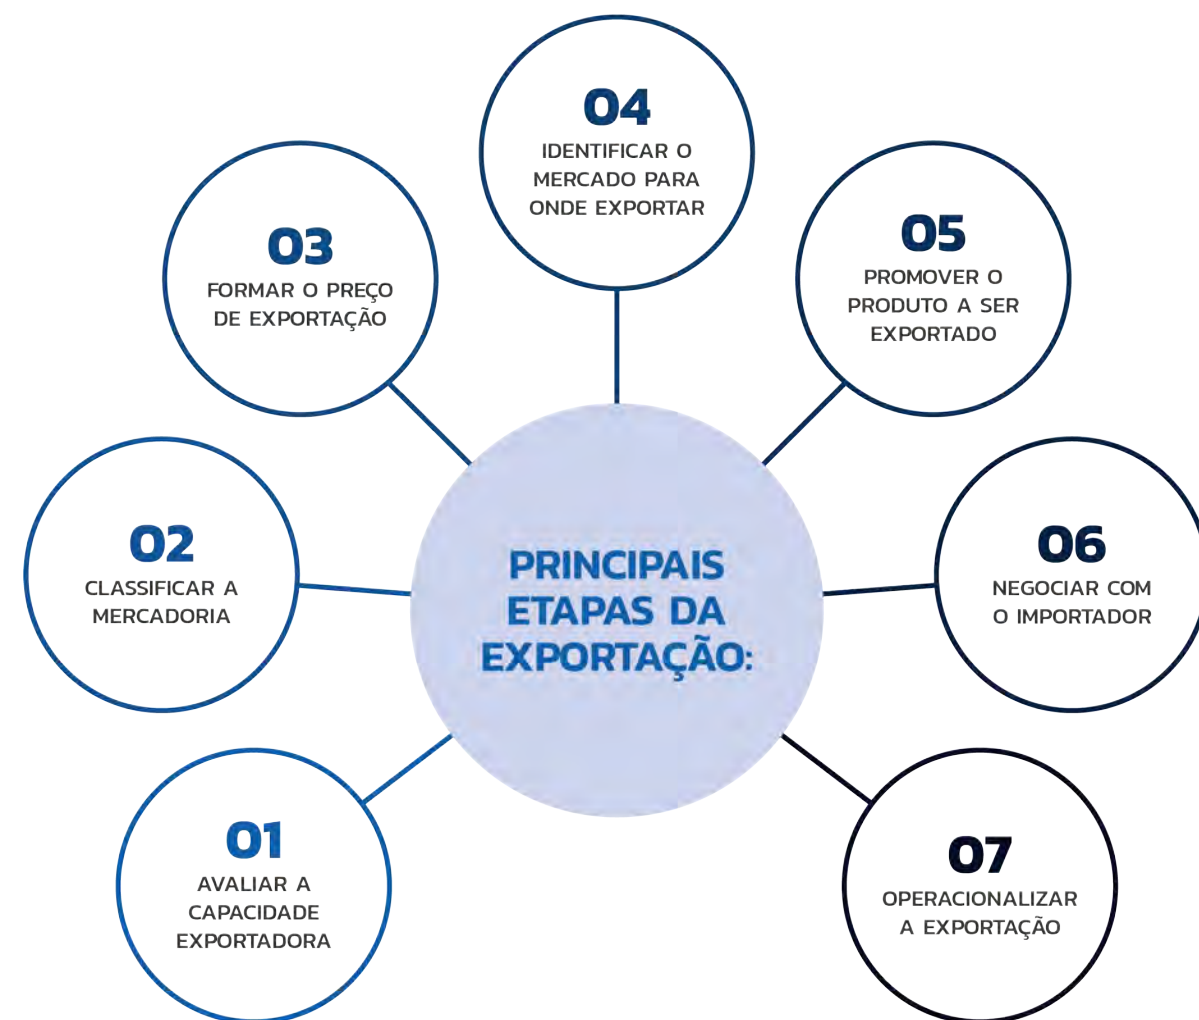 04
IDENTIFICAR O
MERCADO PARA
ONDE EXPORTAR
03
FORMAR O PREÇO
DE EXPORTAÇÃO
05
PROMOVER O
PRODUTO A SER
EXPORTADO
02
CLASSIFICAR A
MERCADORIA
PRINCIPAIS
ETAPAS DA
EXPORTAÇÃO:
06
NEGOCIAR COM
O IMPORTADOR
01
AVALIAR A
CAPACIDADE
EXPORTADORA
07
OPERACIONALIZAR
A EXPORTAÇÃO